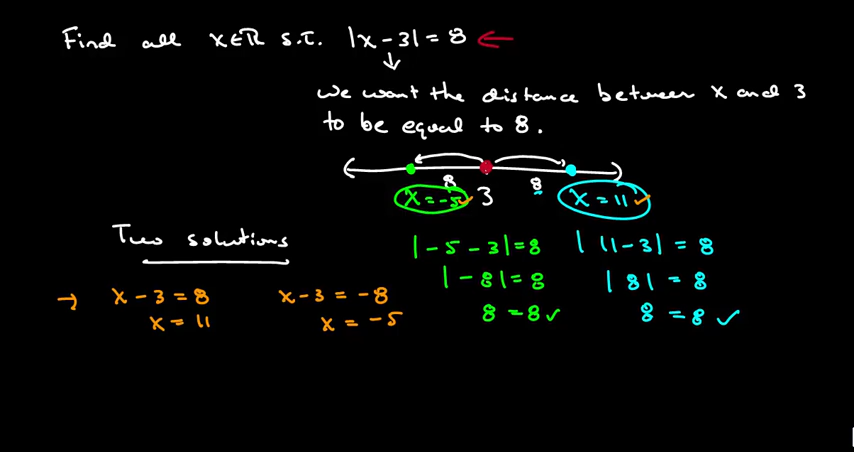 Find all x∈ℝ s.t. |x - 3| = 8 ←
↓
we want the distance between x and 3
to be equal to 8.
8 8
x = -5 ✓ 3 x = 11 ✓
Two solutions
|-5 - 3| = 8 | 11 - 3| = 8
|-8| = 8 |8| = 8
8 = 8 ✓ 8 = 8 ✓
→ x - 3 = 8 x - 3 = -8
x = 11 x = -5